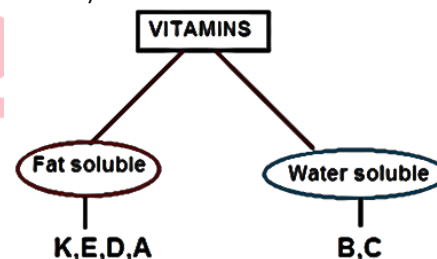 VITAMINS
Fat soluble
Water soluble
K,E,D,A
B,C